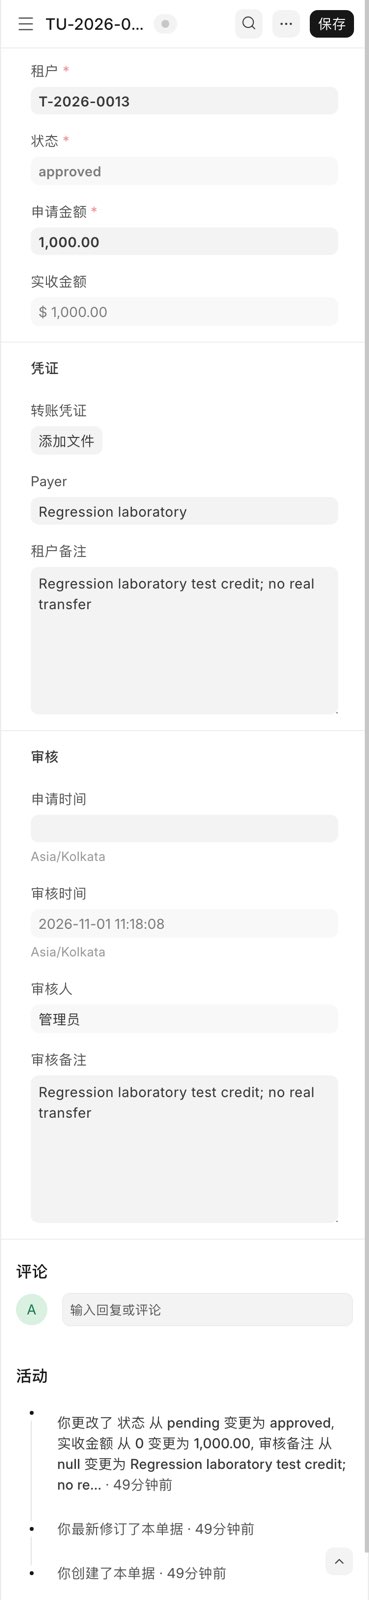 TU-2026-0...
保存
租户 *
T-2026-0013
状态 *
approved
申请金额 *
1,000.00
实收金额
$ 1,000.00
凭证
转账凭证
添加文件
Payer
Regression laboratory
租户备注
Regression laboratory test credit; no real
transfer
审核
申请时间
Asia/Kolkata
审核时间
2026-11-01 11:18:08
Asia/Kolkata
审核人
管理员
审核备注
Regression laboratory test credit; no real
transfer
评论
A
输入回复或评论
活动
你更改了 状态 从 pending 变更为 approved,
实收金额 从 0 变更为 1,000.00, 审核备注 从
null 变更为 Regression laboratory test credit;
no re... · 49分钟前
你最新修订了本单据 · 49分钟前
你创建了本单据 · 49分钟前